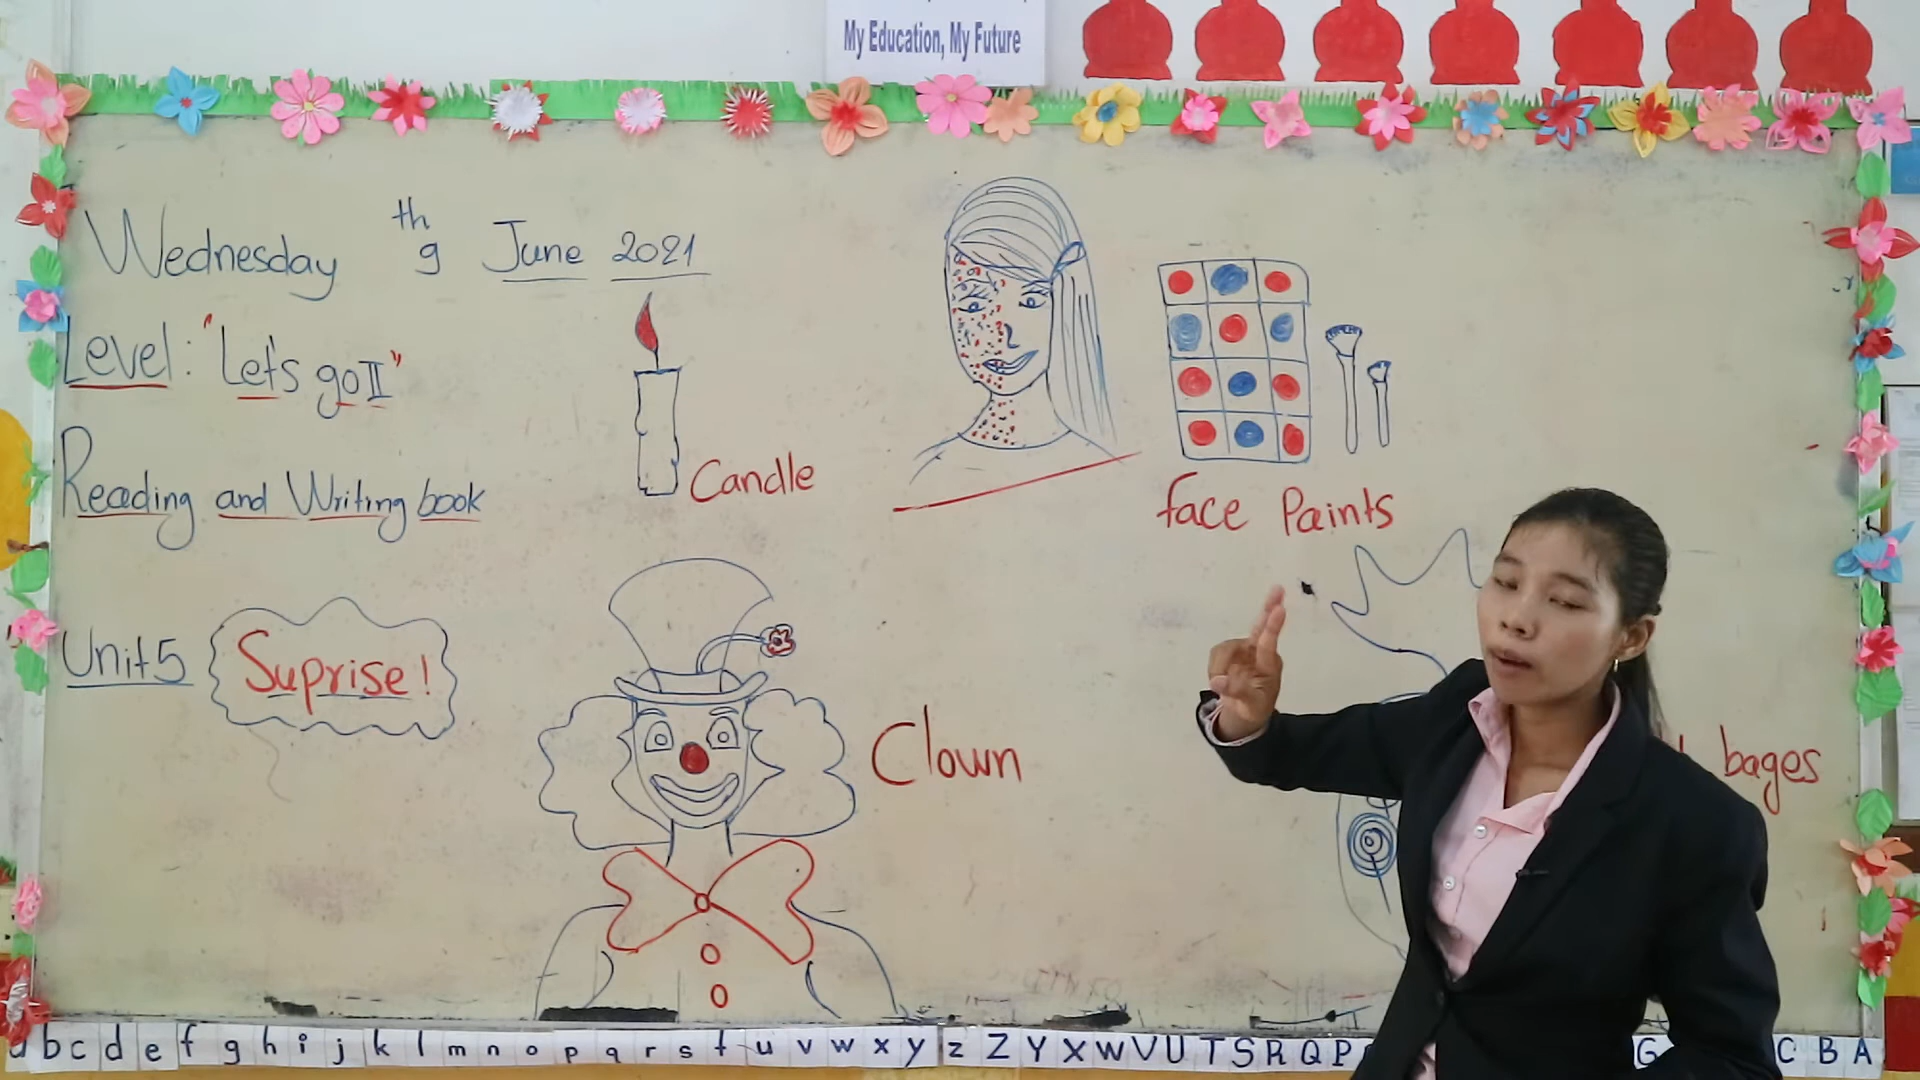 My Education, My Future
Wednesday 9th June 2021
Level: "Let's go II"
Reading and Writing book
Unit 5 Suprise!
Candle
face Paints
Clown
bages
b c d e f g h i j k l m n o p q r s t u v w x y z Z Y X W V U T S R Q P G C B A